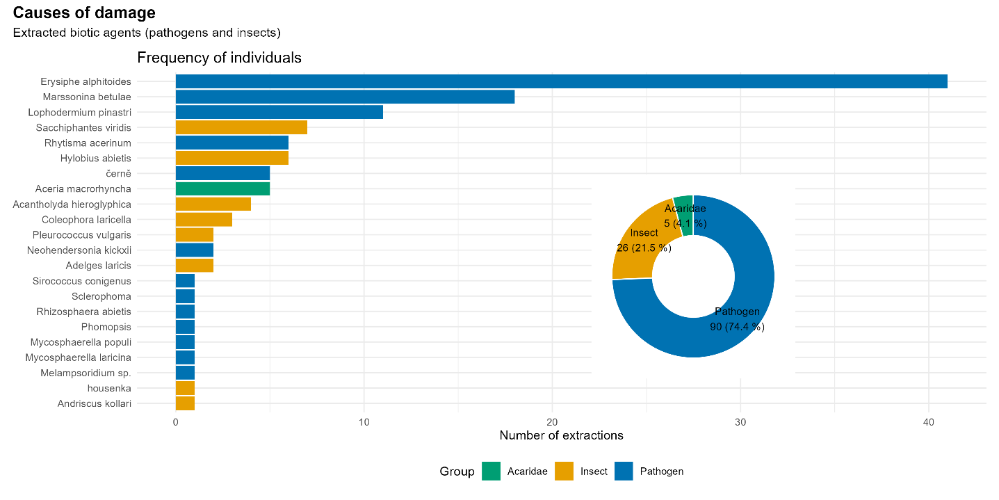 Causes of damage
Extracted biotic agents (pathogens and insects)
Frequency of individuals
Erysiphe alphitoides
Marssonina betulae
Lophodermium pinastri
Sacchiphantes viridis
Rhytisma acerinum
Hylobius abietis
černě
Aceria macrorhyncha
Acantholyda hieroglyphica
Coleophora laricella
Pleurococcus vulgaris
Neohendersonia kickxii
Adelges laricis
Sirococcus conigenus
Sclerophoma
Rhizosphaera abietis
Phomopsis
Mycosphaerella populi
Mycosphaerella laricina
Melampsoridium sp.
housenka
Andriscus kollari
Acaridae
5 (4.1 %)
Insect
26 (21.5 %)
Pathogen
90 (74.4 %)
0 10 20 30 40
Number of extractions
Group Acaridae Insect Pathogen